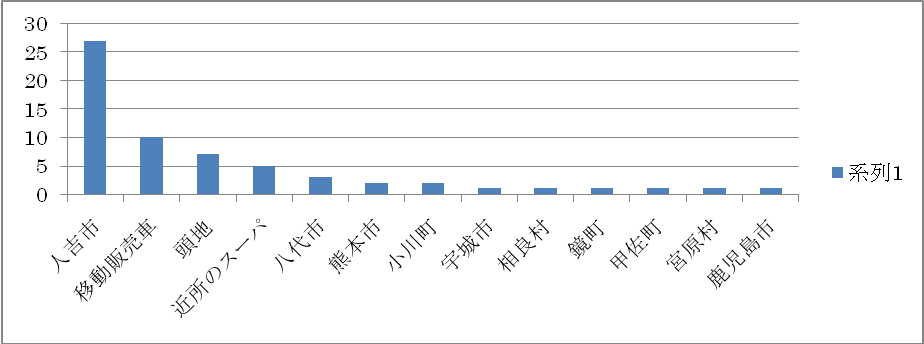 30
25
20
15
10
5
0
人吉市
移動販売車
頭地
近所のスーパ
八代市
熊本市
小川町
宇城市
相良村
鏡町
甲佐町
宮原村
鹿児島市
系列1